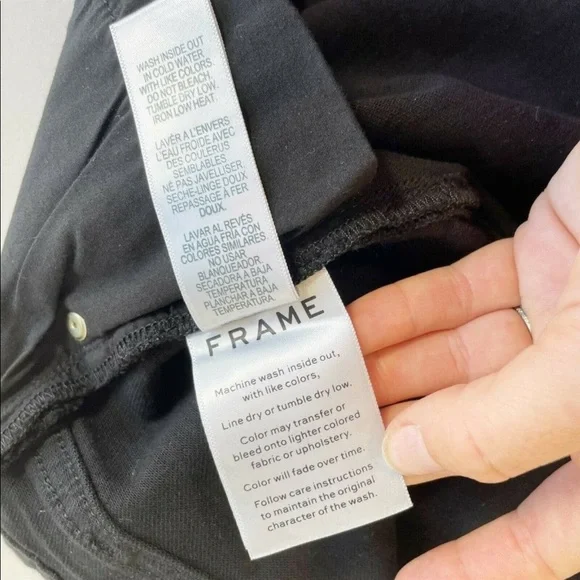 WASH INSIDE OUT
IN COLD WATER
WITH LIKE COLORS.
DO NOT BLEACH.
TUMBLE DRY LOW.
IRON LOW HEAT.
LAVÉR À L'ENVERS
L'EAU FROIDE AVEC
DES COULERUS
SEMBLABLES
NE PAS JAVELLISER
SECHE-LINGE DOUX
REPASSAGE À FER
DOUX.
LAVAR AL REVÉS
EN AGUA FRÍA CON
COLORES SIMILARES
NO USAR
BLANQUEADOR.
SECADORA A BAJA
TEMPERATURA
PLANCHAR A BAJA
TEMPERATURA.
FRAME
Machine wash inside out,
with like colors,
Line dry or tumble dry low.
Color may transfer or
bleed onto lighter colored
fabric or upholstery.
Color will fade over time.
Follow care instructions
to maintain the original
character of the wash.